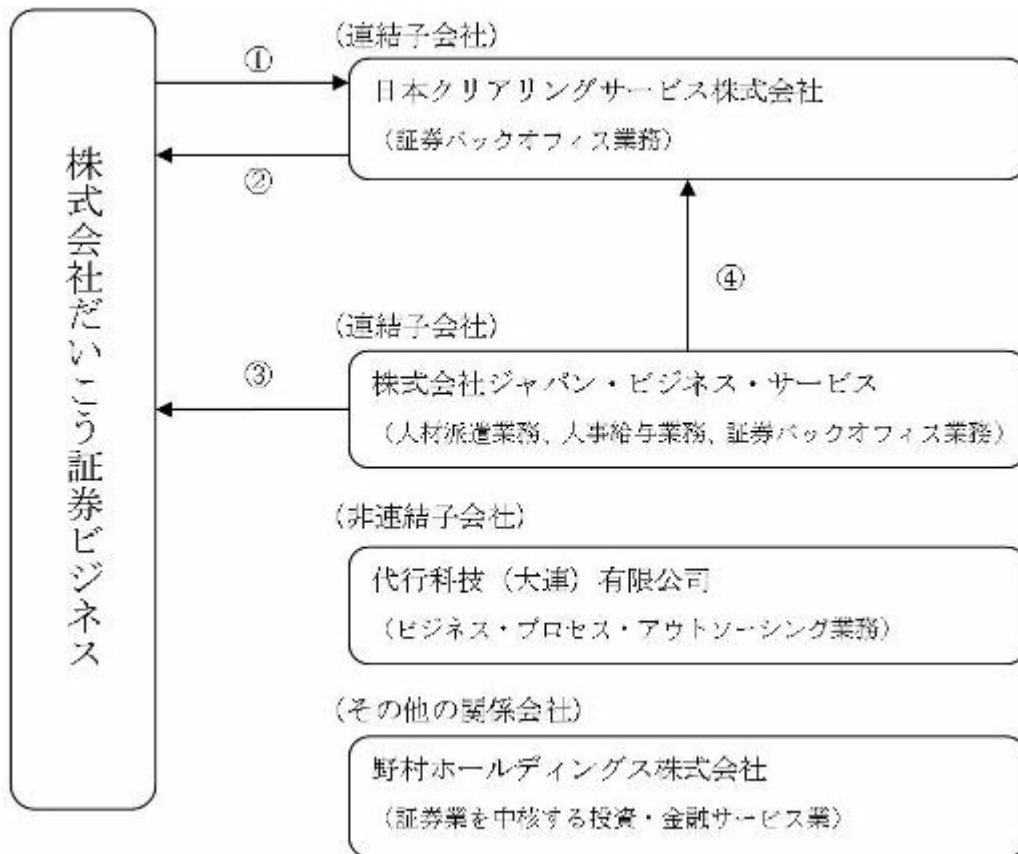 株式会社だいこう証券ビジネス
①
②
③
④
(連結子会社)
日本クリアリングサービス株式会社
(証券バックオフィス業務)
(連結子会社)
株式会社ジャパン・ビジネス・サービス
(人材派遣業務、人事給与業務、証券バックオフィス業務)
(非連結子会社)
代行科技（大連）有限公司
(ビジネス・プロセス・アウトソーシング業務)
(その他の関係会社)
野村ホールディングス株式会社
(証券業を中核する投資・金融サービス業)